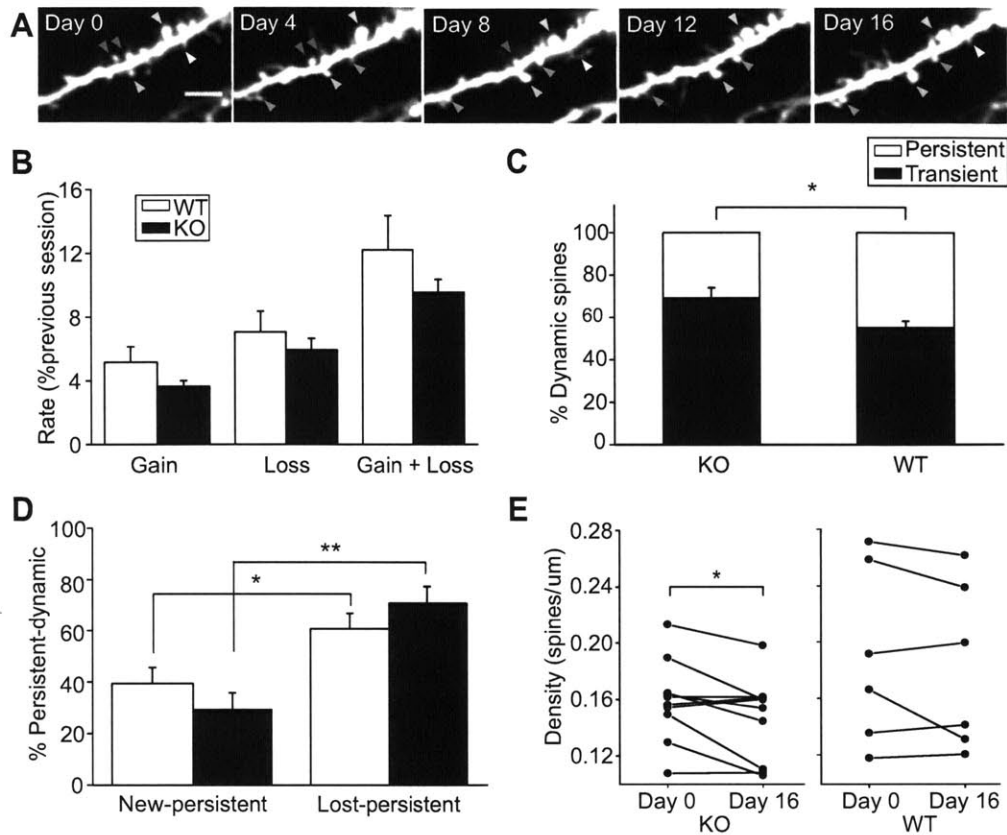 A
Day 0
Day 4
Day 8
Day 12
Day 16
B
16
12
8
4
0
Rate (%previous session)
WT
KO
Gain
Loss
Gain + Loss
C
Persistent
Transient
*
100
80
60
40
20
0
% Dynamic spines
KO
WT
D
100
80
60
40
20
0
% Persistent-dynamic
*
**
New-persistent
Lost-persistent
E
0.28
0.24
0.20
0.16
0.12
Density (spines/um)
*
Day 0
Day 16
KO
Day 0
Day 16
WT